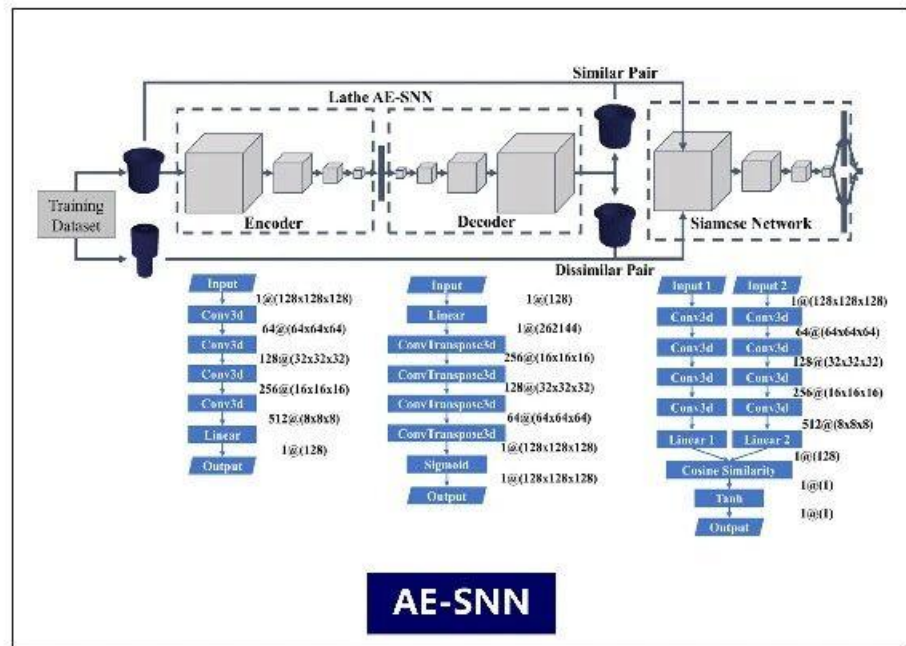 Similar Pair
Lathe AE-SNN
Training
Dataset
Encoder
Decoder
Siamese Network
Dissimilar Pair
Input
1@(128x128x128)
Conv3d
64@(64x64x64)
Conv3d
128@(32x32x32)
Conv3d
256@(16x16x16)
Conv3d
512@(8x8x8)
Linear
1@(128)
Output
Input
1@(128)
Linear
1@(262144)
ConvTranspose3d
256@(16x16x16)
ConvTranspose3d
128@(32x32x32)
ConvTranspose3d
64@(64x64x64)
ConvTranspose3d
1@(128x128x128)
Sigmoid
1@(128x128x128)
Output
Input 1 Input 2
1@(128x128x128)
Conv3d Conv3d
64@(64x64x64)
Conv3d Conv3d
128@(32x32x32)
Conv3d Conv3d
256@(16x16x16)
Conv3d Conv3d
512@(8x8x8)
Linear 1 Linear 2
1@(128)
Cosine Similarity
1@(1)
Tanh
1@(1)
Output
AE-SNN